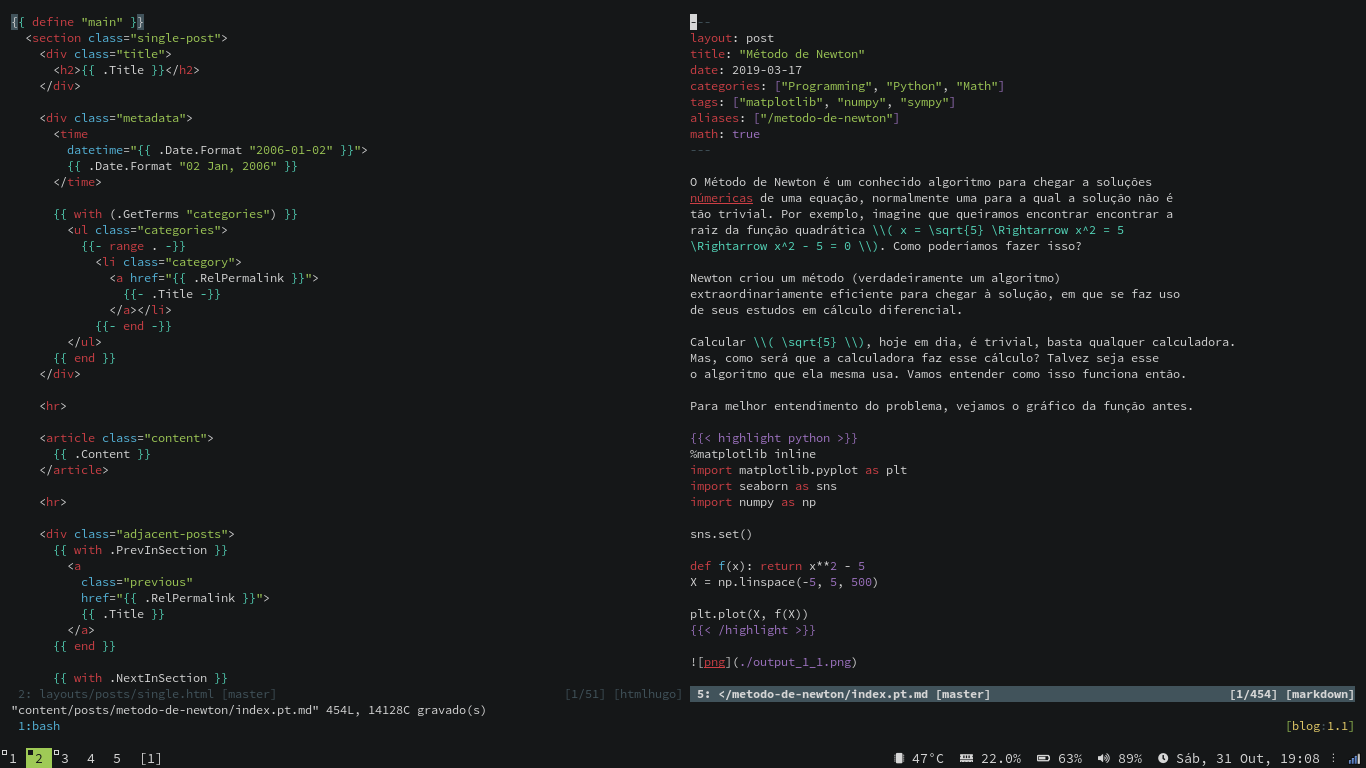 {{ define "main" }}
<section class="single-post">
<div class="title">
<h2>{{ .Title }}</h2>
</div>
<div class="metadata">
<time
datetime="{{ .Date.Format "2006-01-02" }}">
{{ .Date.Format "02 Jan, 2006" }}
</time>
{{ with (.GetTerms "categories") }}
<ul class="categories">
{{- range . -}}
<li class="category">
<a href="{{ .RelPermalink }}">
{{- .Title -}}
</a></li>
{{- end -}}
</ul>
{{ end }}
</div>
<hr>
<article class="content">
{{ .Content }}
</article>
<hr>
<div class="adjacent-posts">
{{ with .PrevInSection }}
<a
class="previous"
href="{{ .RelPermalink }}">
{{ .Title }}
</a>
{{ end }}
{{ with .NextInSection }}
2: layouts/posts/single.html [master] [1/51] [htmlhugo]
---
layout: post
title: "Método de Newton"
date: 2019-03-17
categories: ["Programming", "Python", "Math"]
tags: ["matplotlib", "numpy", "sympy"]
aliases: ["/metodo-de-newton"]
math: true
---
O Método de Newton é um conhecido algoritmo para chegar a soluções
númericas de uma equação, normalmente uma para a qual a solução não é
tão trivial. Por exemplo, imagine que queiramos encontrar encontrar a
raiz da função quadrática \\( x = \sqrt{5} \Rightarrow x^2 = 5
\Rightarrow x^2 - 5 = 0 \\). Como poderíamos fazer isso?
Newton criou um método (verdadeiramente um algoritmo)
extraordinariamente eficiente para chegar à solução, em que se faz uso
de seus estudos em cálculo diferencial.
Calcular \\( \sqrt{5} \\), hoje em dia, é trivial, basta qualquer calculadora.
Mas, como será que a calculadora faz esse cálculo? Talvez seja esse
o algoritmo que ela mesma usa. Vamos entender como isso funciona então.
Para melhor entendimento do problema, vejamos o gráfico da função antes.
{{< highlight python >}}
%matplotlib inline
import matplotlib.pyplot as plt
import seaborn as sns
import numpy as np
sns.set()
def f(x): return x**2 - 5
X = np.linspace(-5, 5, 500)
plt.plot(X, f(X))
{{< /highlight >}}
![png](./output_1_1.png)
5: </metodo-de-newton/index.pt.md [master] [1/454] [markdown]
"content/posts/metodo-de-newton/index.pt.md" 454L, 14128C gravado(s)
1:bash [blog:1.1]
1 2 3 4 5 [1] 47°C 22.0% 63% 89% Sáb, 31 Out, 19:08